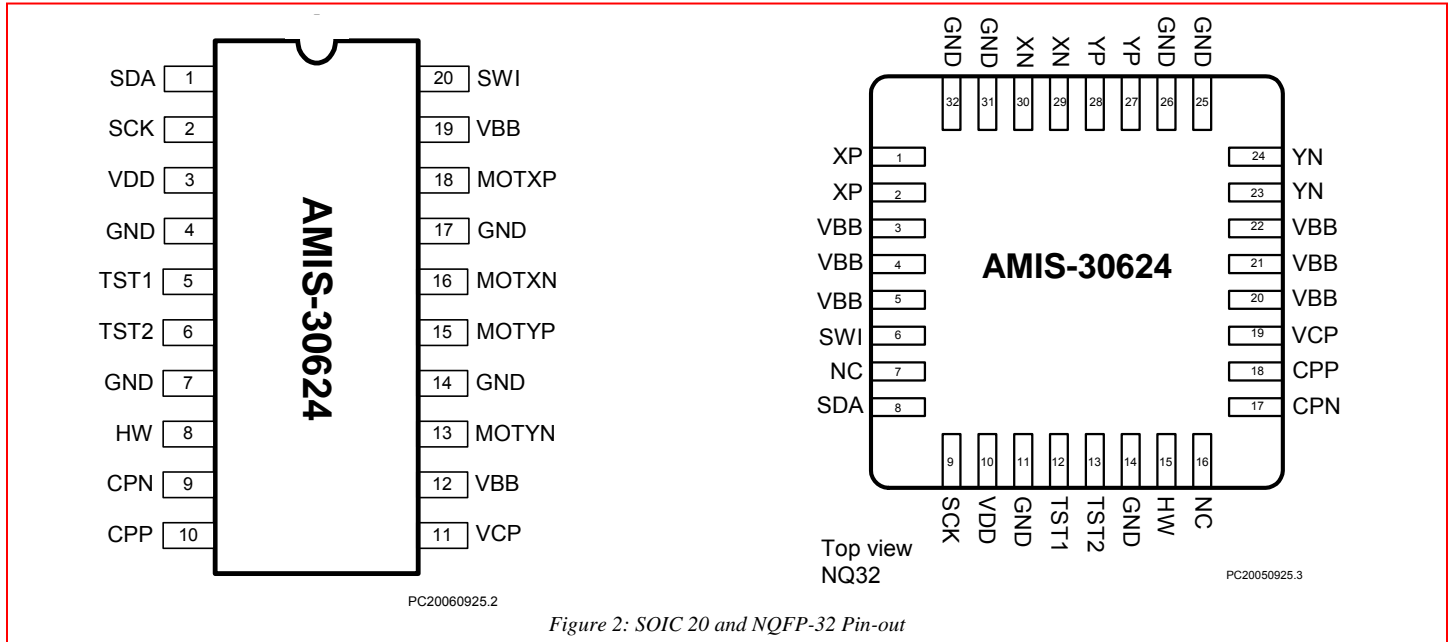 SDA 1
SCK 2
VDD 3
GND 4
TST1 5
TST2 6
GND 7
HW 8
CPN 9
CPP 10
AMIS-30624
20 SWI
19 VBB
18 MOTXP
17 GND
16 MOTXN
15 MOTYP
14 GND
13 MOTYN
12 VBB
11 VCP
PC20060925.2
GND GND XN XN YP YP GND GND
32 31 30 29 28 27 26 25
XP 1
XP 2
VBB 3
VBB 4
VBB 5
SWI 6
NC 7
SDA 8
AMIS-30624
24 YN
23 YN
22 VBB
21 VBB
20 VBB
19 VCP
18 CPP
17 CPN
9 10 11 12 13 14 15 16
SCK VDD GND TST1 TST2 GND HW NC
Top view
NQ32
PC20050925.3
Figure 2: SOIC 20 and NQFP-32 Pin-out